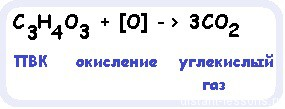 C₃H₄O₃ + [O] -> 3CO₂
ПВК окисление углекислый
газ